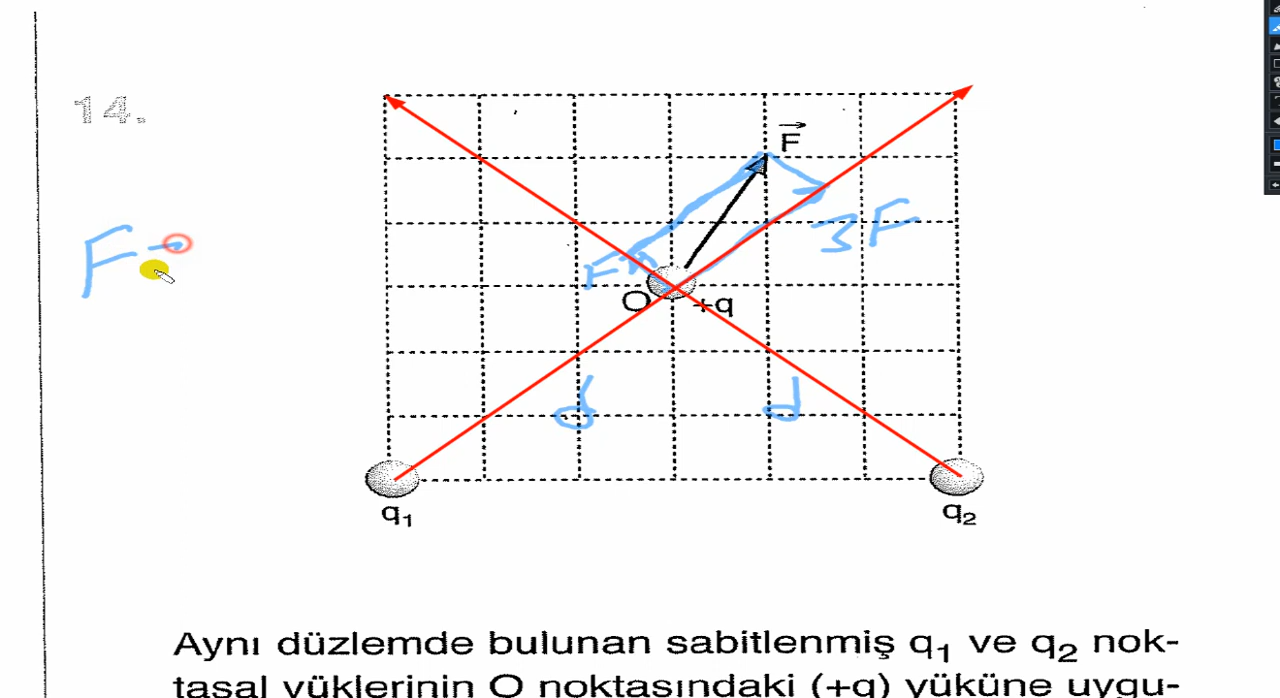 14.
F
F =
3F
F
O +q
d d
q₁ q₂
Aynı düzlemde bulunan sabitlenmiş q₁ ve q₂ nok-
tasal yüklerinin O noktasındaki (+q) yüküne uygu-